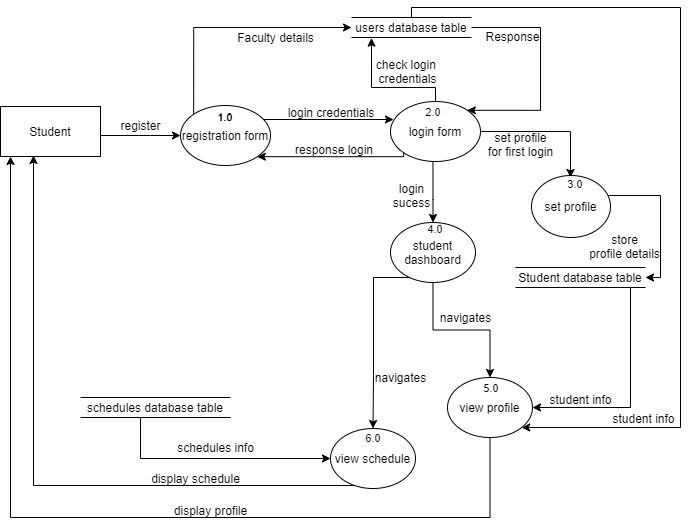 users database table
Faculty details
Response
check login
credentials
Student
register
1.0
registration form
login credentials
response login
2.0
login form
set profile
for first login
3.0
set profile
login
sucess
4.0
student
dashboard
store
profile details
Student database table
navigates
navigates
5.0
view profile
student info
student info
schedules database table
schedules info
6.0
view schedule
display schedule
display profile